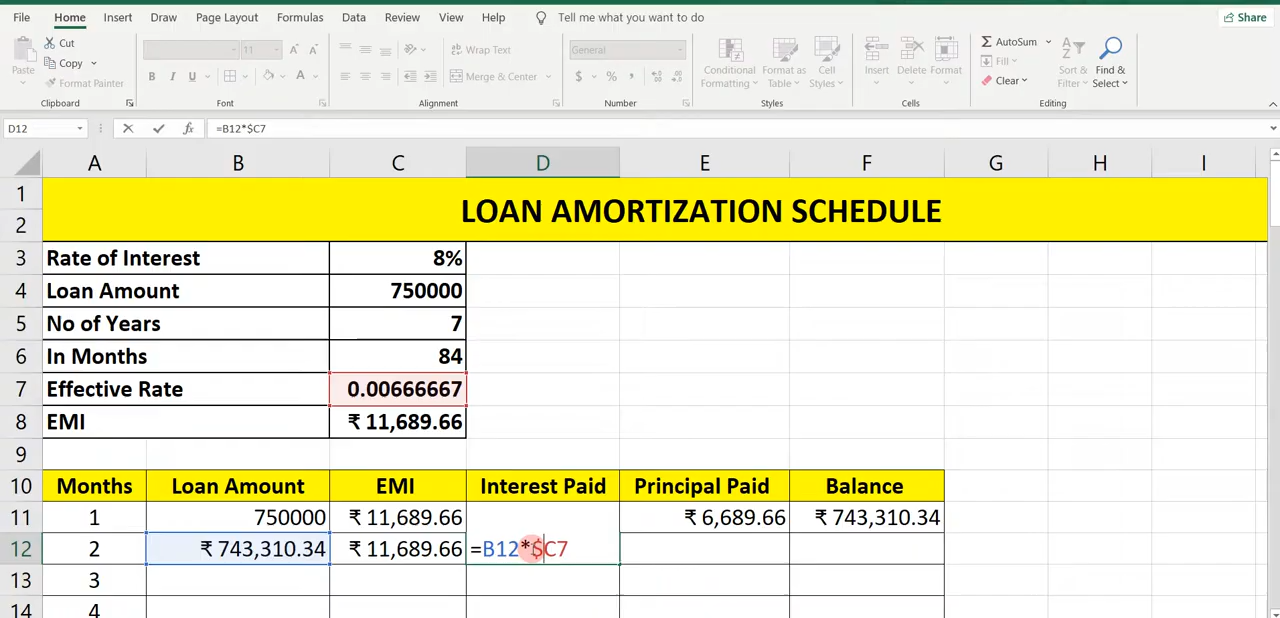 File Home Insert Draw Page Layout Formulas Data Review View Help Tell me what you want to do Share
Paste Cut Copy Format Painter Clipboard
11 A A B I U A Font
ab Wrap Text Merge & Center Alignment
General $ % , Number
Conditional Formatting Format as Table Cell Styles Styles
Insert Delete Format Cells
Σ AutoSum Fill Clear Sort & Filter Find & Select Editing
D12 fx =B12*$C7
A B C D E F G H I
1
LOAN AMORTIZATION SCHEDULE
2
3 Rate of Interest 8%
4 Loan Amount 750000
5 No of Years 7
6 In Months 84
7 Effective Rate 0.00666667
8 EMI ₹ 11,689.66
9
10 Months Loan Amount EMI Interest Paid Principal Paid Balance
11 1 750000 ₹ 11,689.66 ₹ 6,689.66 ₹ 743,310.34
12 2 ₹ 743,310.34 ₹ 11,689.66 =B12*$C7
13 3
14 4